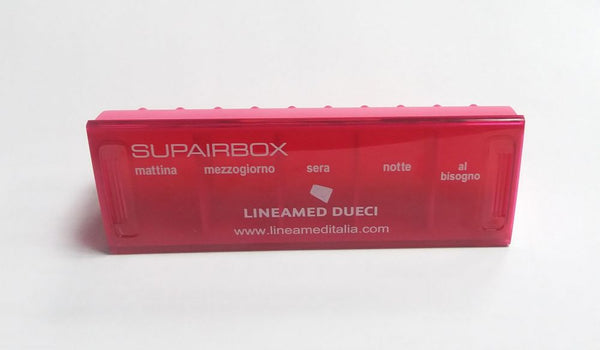 SUPAIRBOX
mattina mezzogiorno sera notte al bisogno
LINEAMED DUECI
www.lineameditalia.com